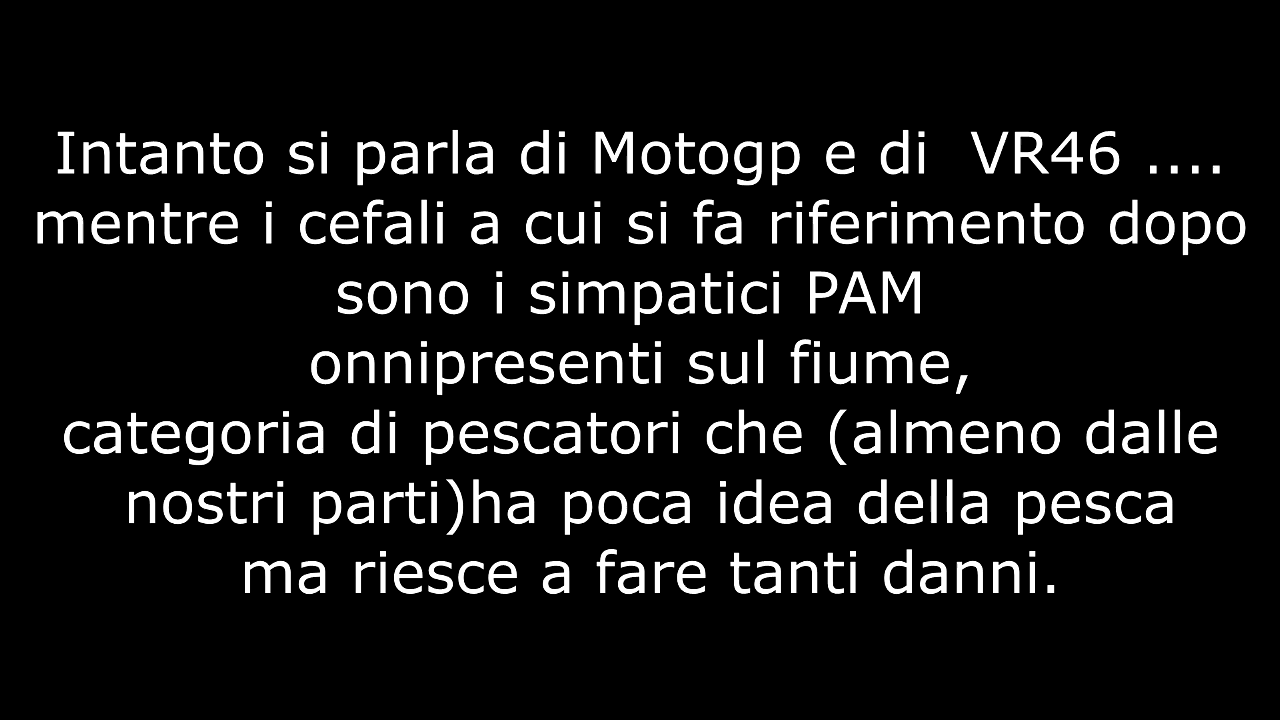 Intanto si parla di Motogp e di  VR46 ....
mentre i cefali a cui si fa riferimento dopo
sono i simpatici PAM
onnipresenti sul fiume,
categoria di pescatori che (almeno dalle
nostri parti)ha poca idea della pesca
ma riesce a fare tanti danni.